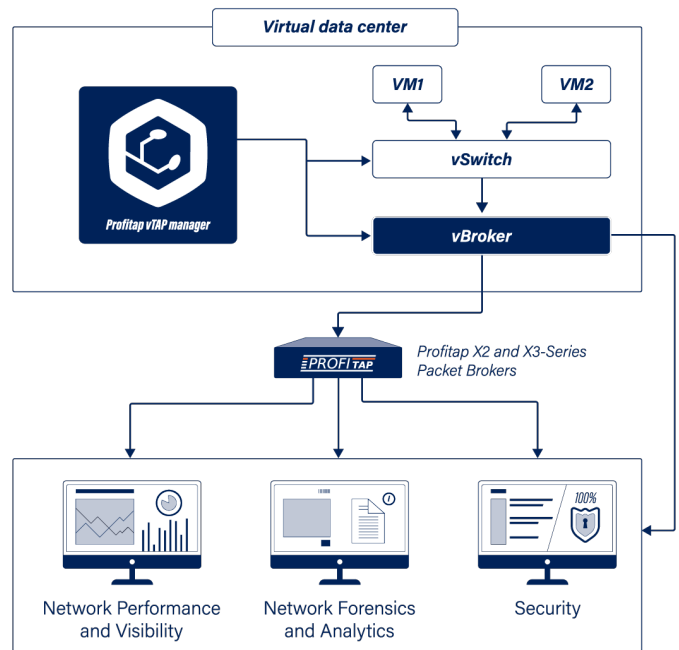 Virtual data center
VM1
VM2
vSwitch
Profitap vTAP manager
vBroker
PROFITAP
Profitap X2 and X3-Series
Packet Brokers
100%
Network Performance
and Visibility
Network Forensics
and Analytics
Security